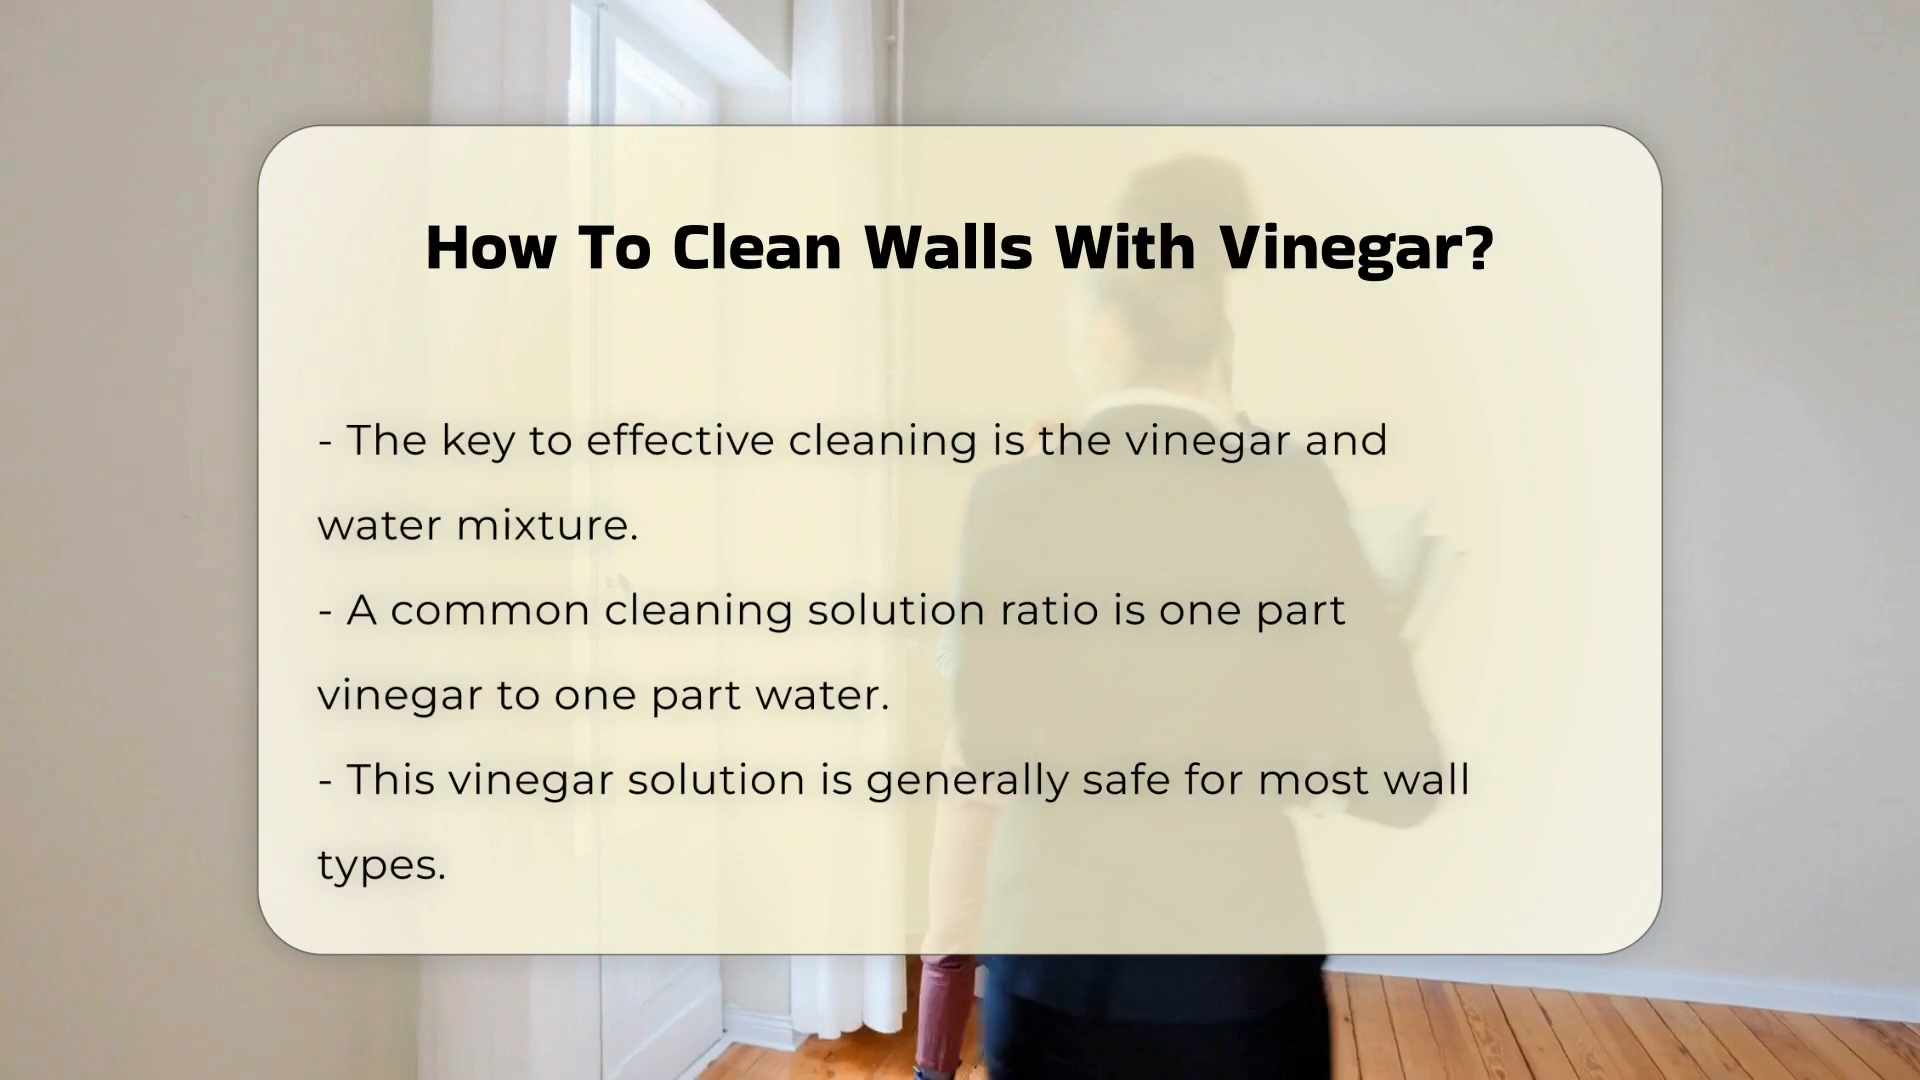 How To Clean Walls With Vinegar?
- The key to effective cleaning is the vinegar and
water mixture.
- A common cleaning solution ratio is one part
vinegar to one part water.
- This vinegar solution is generally safe for most wall
types.